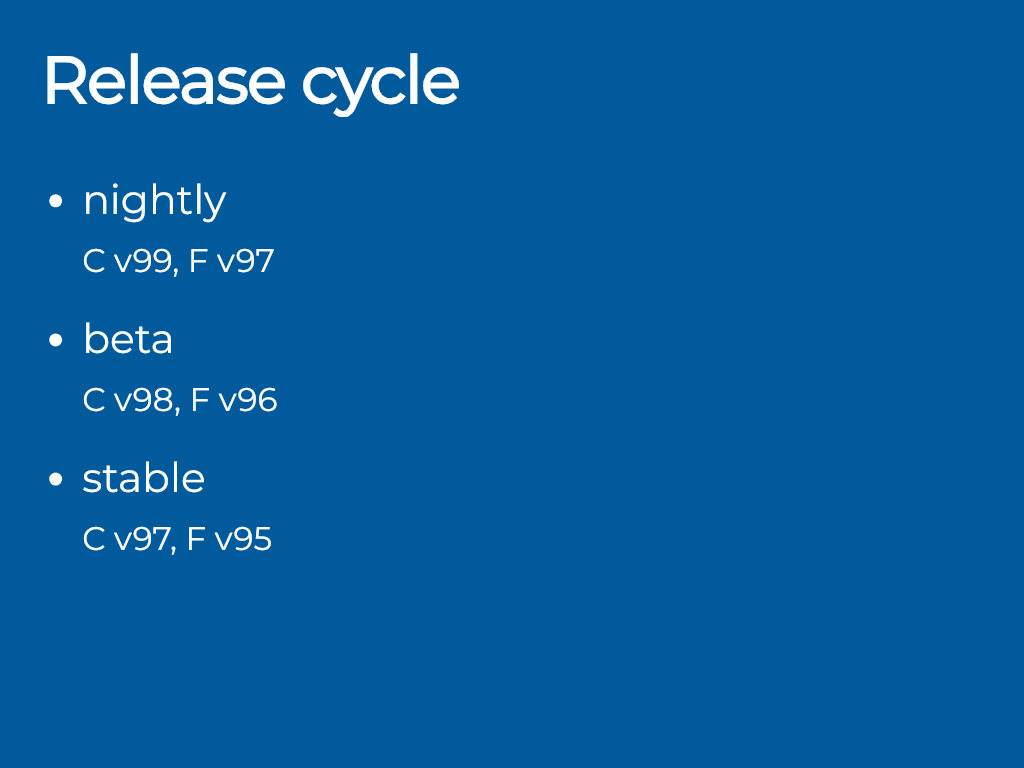 Release cycle
• nightly
C v99, F v97
• beta
C v98, F v96
• stable
C v97, F v95